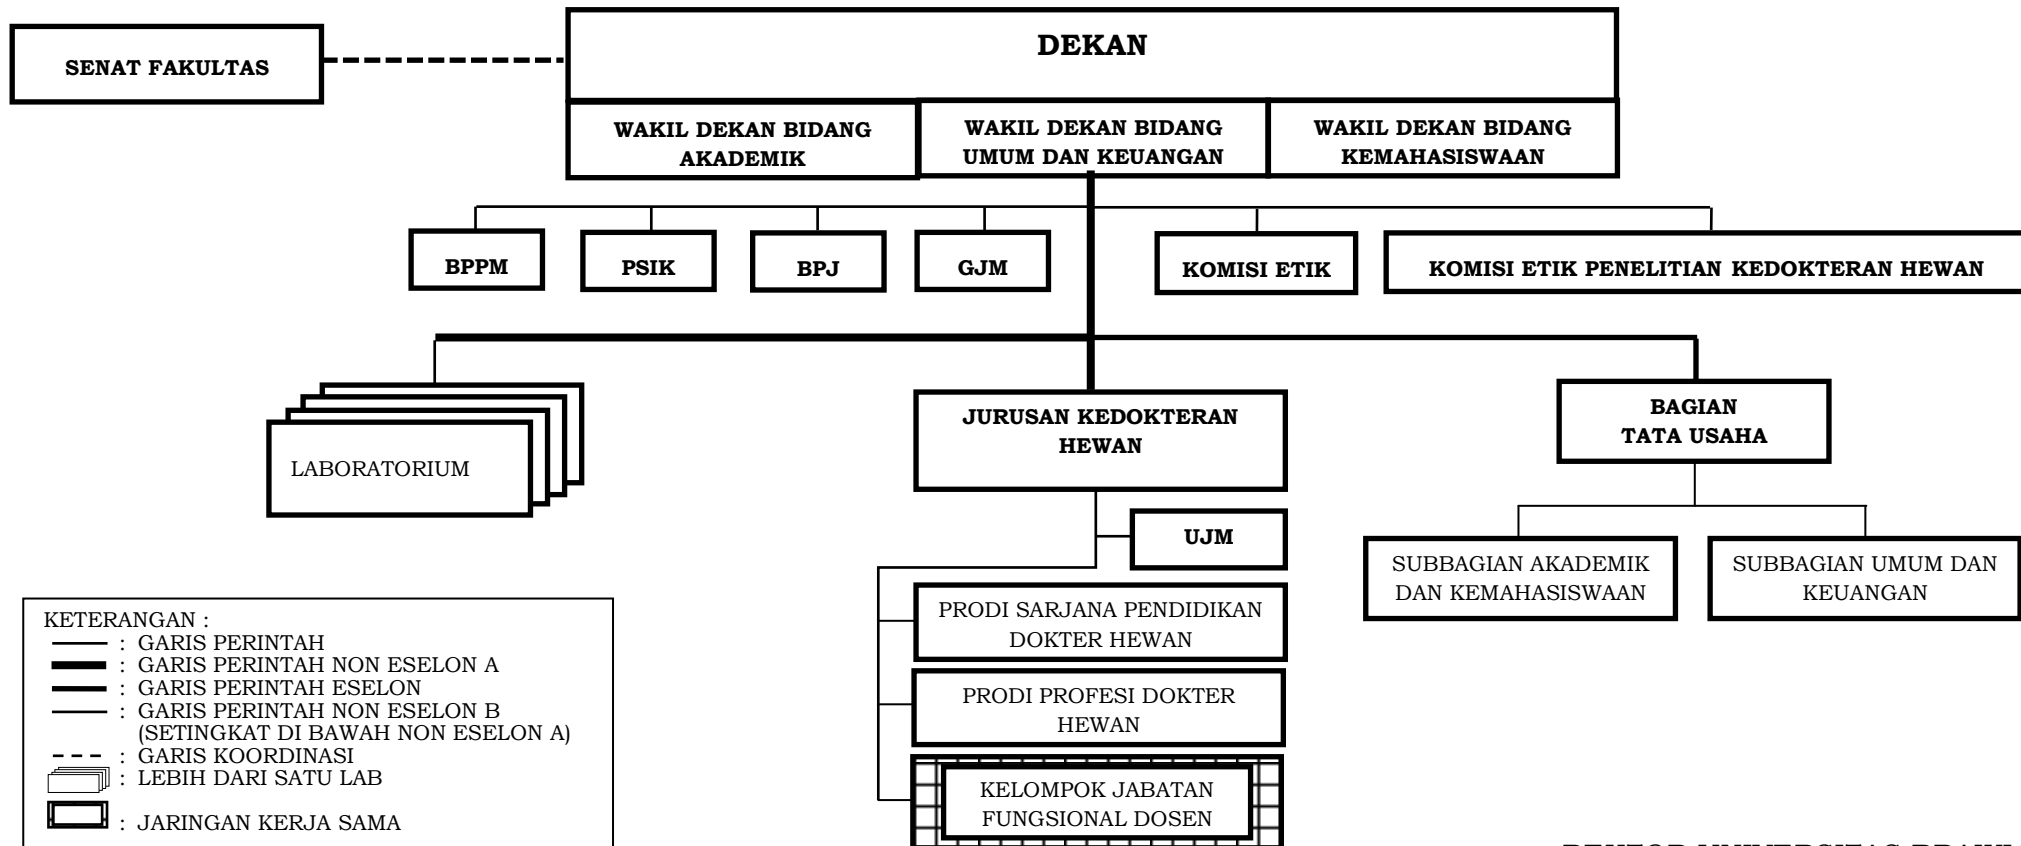 DEKAN
SENAT FAKULTAS
WAKIL DEKAN BIDANG
AKADEMIK
WAKIL DEKAN BIDANG
UMUM DAN KEUANGAN
WAKIL DEKAN BIDANG
KEMAHASISWAAN
BPPM
PSIK
BPJ
GJM
KOMISI ETIK
KOMISI ETIK PENELITIAN KEDOKTERAN HEWAN
LABORATORIUM
JURUSAN KEDOKTERAN
HEWAN
BAGIAN
TATA USAHA
UJM
SUBBAGIAN AKADEMIK
DAN KEMAHASISWAAN
SUBBAGIAN UMUM DAN
KEUANGAN
PRODI SARJANA PENDIDIKAN
DOKTER HEWAN
PRODI PROFESI DOKTER
HEWAN
KELOMPOK JABATAN
FUNGSIONAL DOSEN
KETERANGAN :
: GARIS PERINTAH
: GARIS PERINTAH NON ESELON A
: GARIS PERINTAH ESELON
: GARIS PERINTAH NON ESELON B
(SETINGKAT DI BAWAH NON ESELON A)
: GARIS KOORDINASI
: LEBIH DARI SATU LAB
: JARINGAN KERJA SAMA